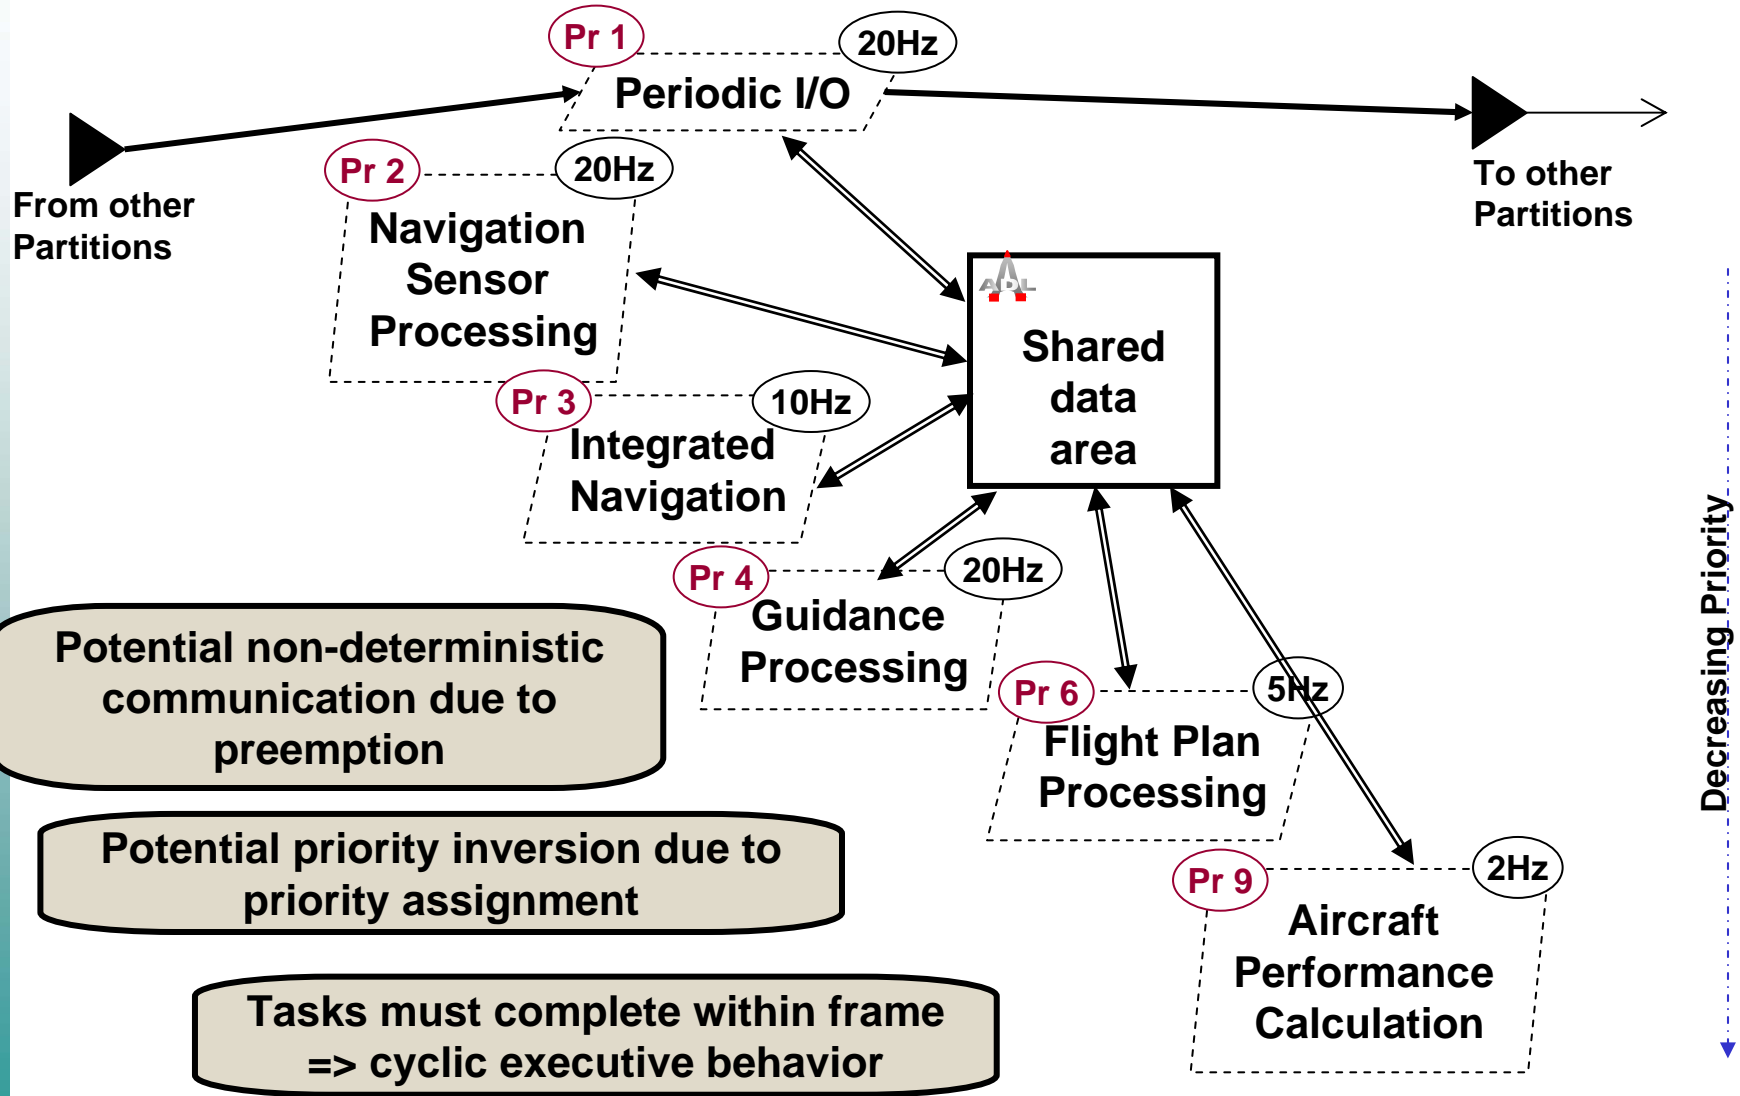 Pr 1
20Hz
Periodic I/O
From other
Partitions
To other
Partitions
Pr 2
20Hz
Navigation
Sensor
Processing
Pr 3
10Hz
Integrated
Navigation
ADL
Shared
data
area
Pr 4
20Hz
Guidance
Processing
Pr 6
5Hz
Flight Plan
Processing
Pr 9
2Hz
Aircraft
Performance
Calculation
Decreasing Priority
Potential non-deterministic
communication due to
preemption
Potential priority inversion due to
priority assignment
Tasks must complete within frame
=> cyclic executive behavior